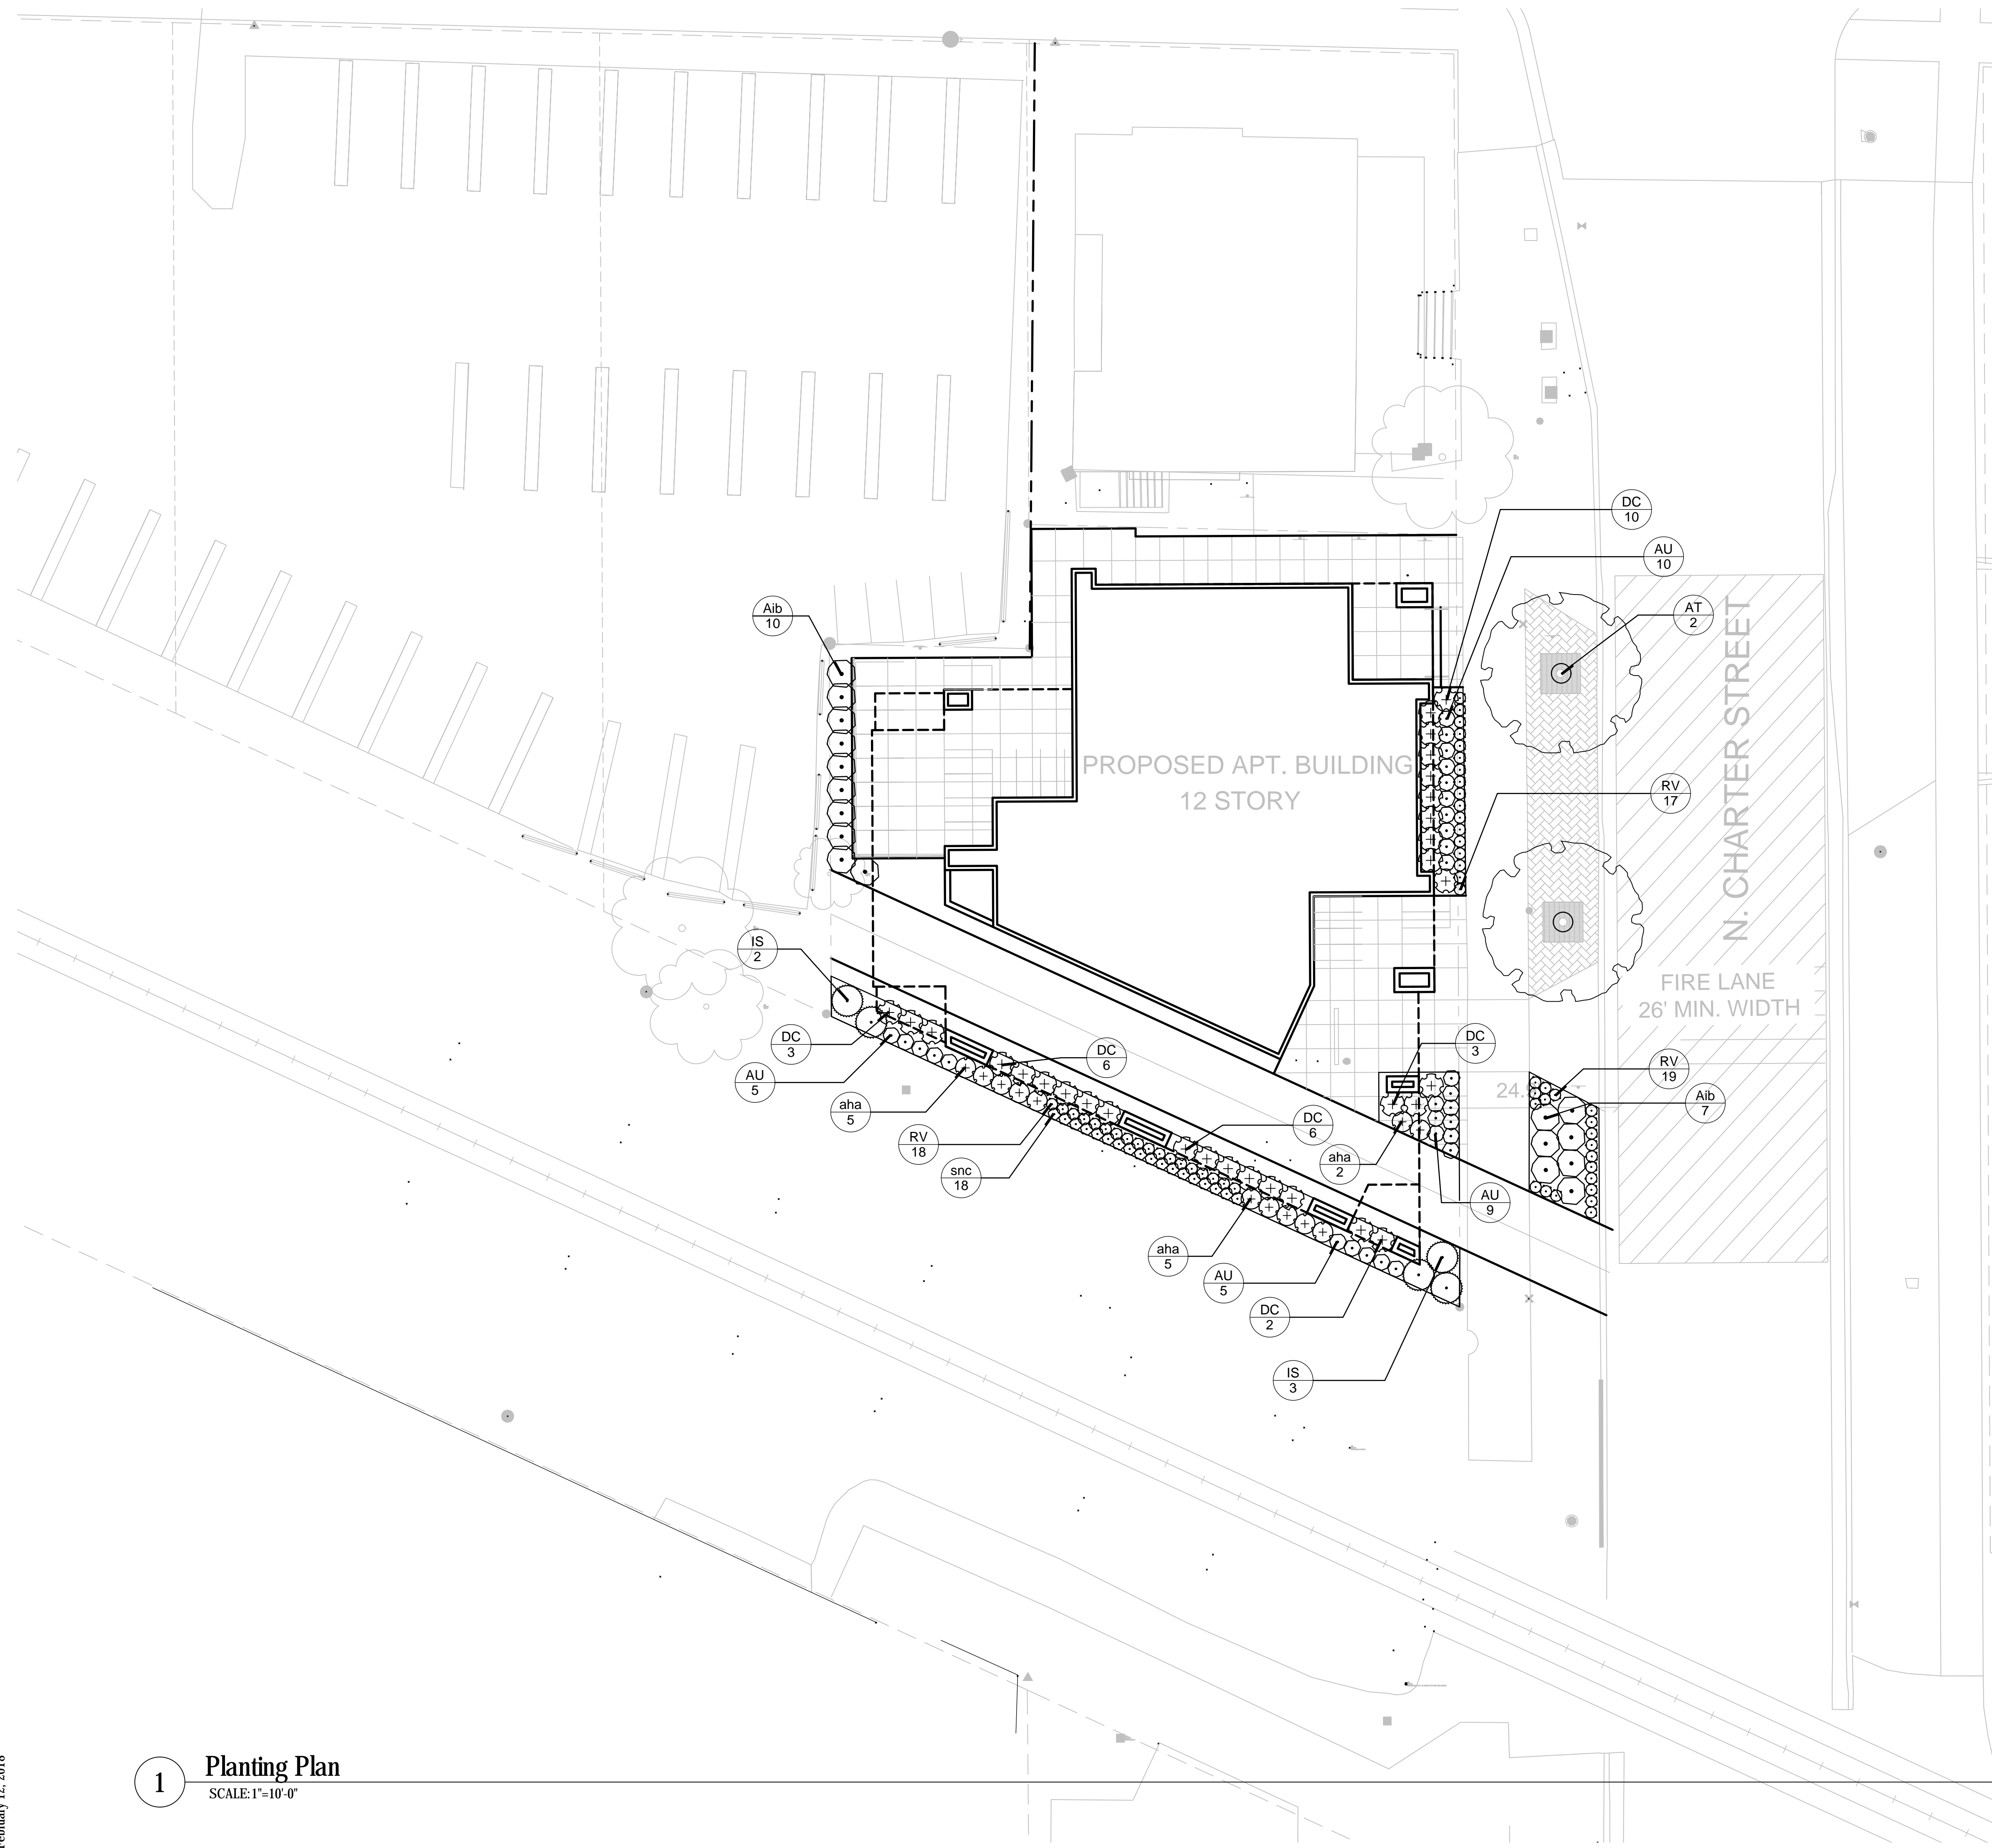 DC
10
AU
10
AT
2
Aib
10
N. CHARTER STREET
PROPOSED APT. BUILDING
12 STORY
RV
17
IS
2
FIRE LANE
26' MIN. WIDTH
DC
3
DC
6
DC
3
AU
5
RV
19
24.
Aib
7
aha
5
DC
6
RV
18
aha
2
snc
18
AU
9
aha
5
AU
5
DC
2
IS
3
1
Planting Plan
SCALE: 1"=10'-0"
February 12, 2018